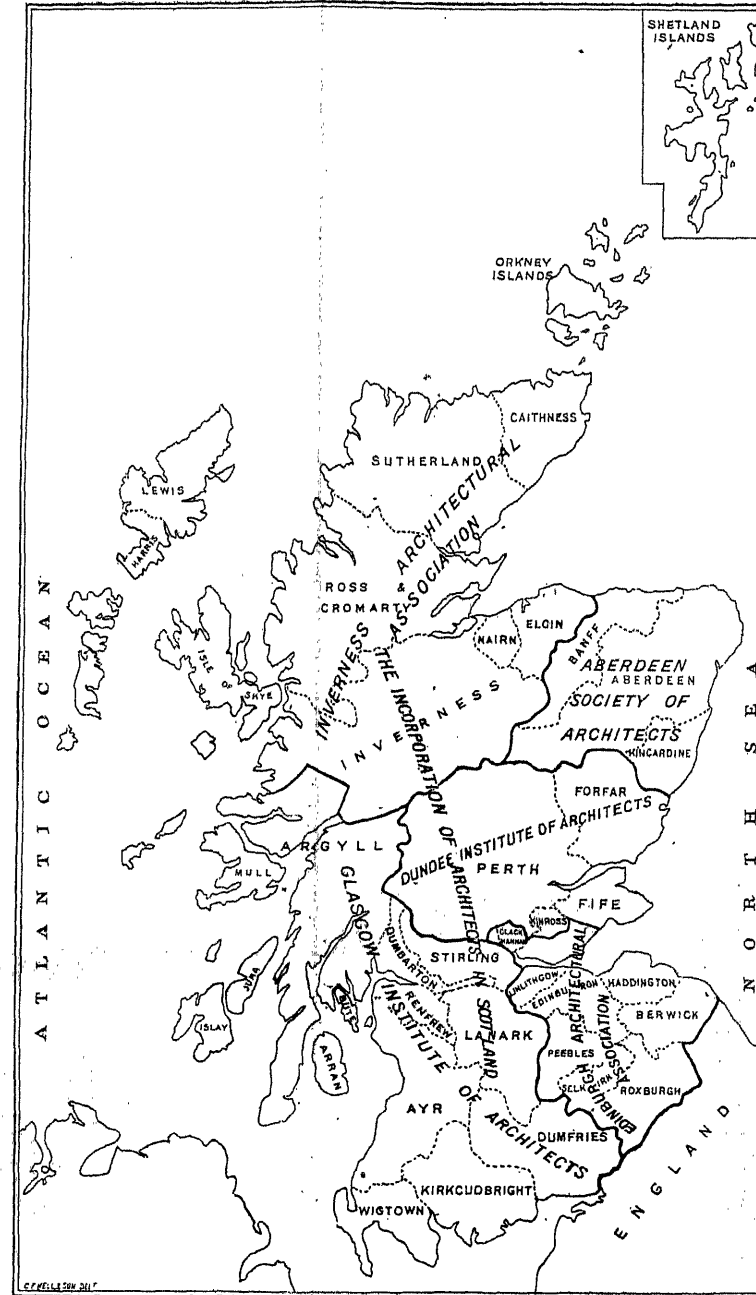 SHETLAND
ISLANDS
ORKNEY
ISLANDS
CAITHNESS
SUTHERLAND
LEWIS
HARRIS
ROSS &
CROMARTY
INVERNESS ARCHITECTURAL
ASSOCIATION
NAIRN
ELGIN
BANFF
ABERDEEN
ABERDEEN
SOCIETY OF
ARCHITECTS
KINCARDINE
ISLE OF SKYE
INVERNESS
THE INCORPORATION OF ARCHITECTS IN SCOTLAND
FORFAR
DUNDEE INSTITUTE OF ARCHITECTS
PERTH
ARGYLL
MULL
FIFE
KINROSS
CLACK
MANNAN
GLASGOW INSTITUTE OF ARCHITECTS
DUMBARTON
STIRLING
LINLITHGOW
EDINBURGH
HADDINGTON
BERWICK
EDINBURGH ARCHITECTURAL
ASSOCIATION
JURA
ISLAY
BUTE
RENFREW
LANARK
PEEBLES
SELKIRK
ROXBURGH
ARRAN
AYR
DUMFRIES
KIRKCUDBRIGHT
WIGTOWN
ATLANTIC OCEAN
NORTH SEA
ENGLAND